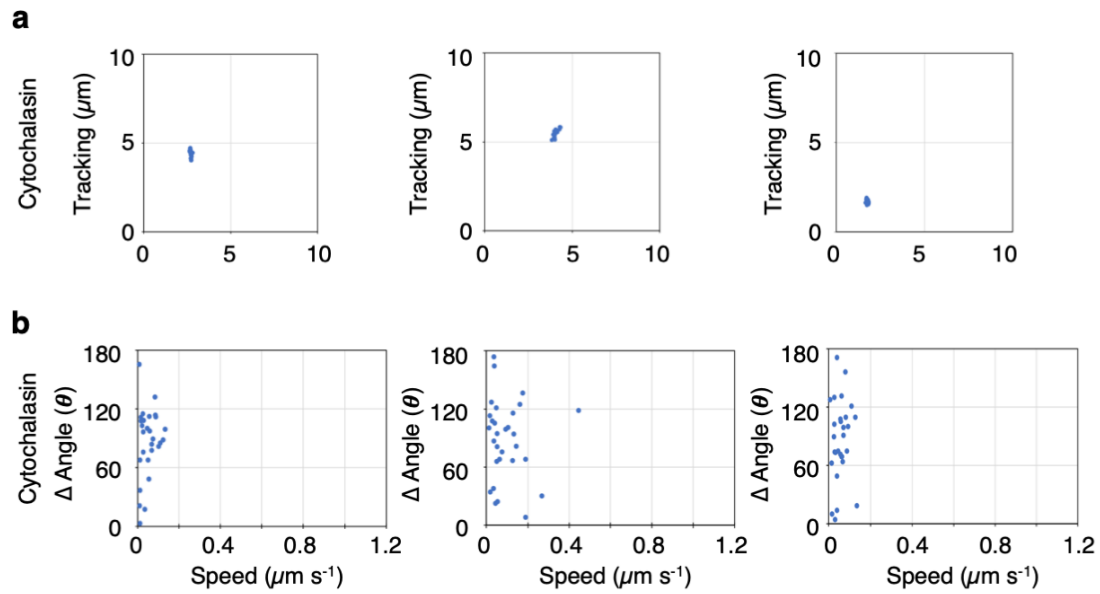 a
Cytochalasin
Tracking (µm)
10
5
0
0 5 10
Tracking (µm)
10
5
0
0 5 10
Tracking (µm)
10
5
0
0 5 10
b
Cytochalasin
Δ Angle (θ)
180
120
60
0
0 0.4 0.8 1.2
Speed (µm s⁻¹)
Δ Angle (θ)
180
120
60
0
0 0.4 0.8 1.2
Speed (µm s⁻¹)
Δ Angle (θ)
180
120
60
0
0 0.4 0.8 1.2
Speed (µm s⁻¹)